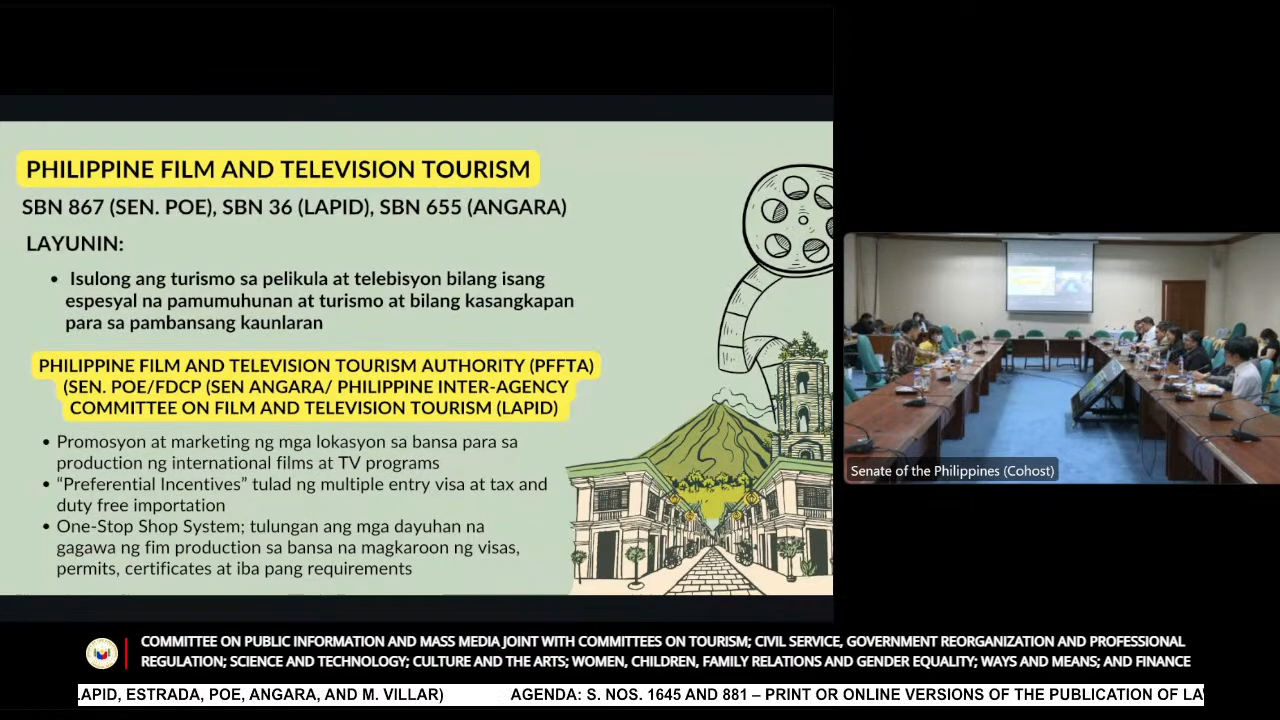 PHILIPPINE FILM AND TELEVISION TOURISM
SBN 867 (SEN. POE), SBN 36 (LAPID), SBN 655 (ANGARA)
LAYUNIN:
• Isulong ang turismo sa pelikula at telebisyon bilang isang
espesyal na pamumuhunan at turismo at bilang kasangkapan
para sa pambansang kaunlaran
PHILIPPINE FILM AND TELEVISION TOURISM AUTHORITY (PFFTA)
(SEN. POE/FDCP (SEN ANGARA/ PHILIPPINE INTER-AGENCY
COMMITTEE ON FILM AND TELEVISION TOURISM (LAPID)
• Promosyon at marketing ng mga lokasyon sa bansa para sa
production ng international films at TV programs
• “Preferential Incentives” tulad ng multiple entry visa at tax and
duty free importation
• One-Stop Shop System; tulungan ang mga dayuhan na
gagawa ng fim production sa bansa na magkaroon ng visas,
permits, certificates at iba pang requirements
Senate of the Philippines (Cohost)
COMMITTEE ON PUBLIC INFORMATION AND MASS MEDIA JOINT WITH COMMITTEES ON TOURISM; CIVIL SERVICE, GOVERNMENT REORGANIZATION AND PROFESSIONAL
REGULATION; SCIENCE AND TECHNOLOGY; CULTURE AND THE ARTS; WOMEN, CHILDREN, FAMILY RELATIONS AND GENDER EQUALITY; WAYS AND MEANS; AND FINANCE
APID, ESTRADA, POE, ANGARA, AND M. VILLAR) AGENDA: S. NOS. 1645 AND 881 – PRINT OR ONLINE VERSIONS OF THE PUBLICATION OF LA